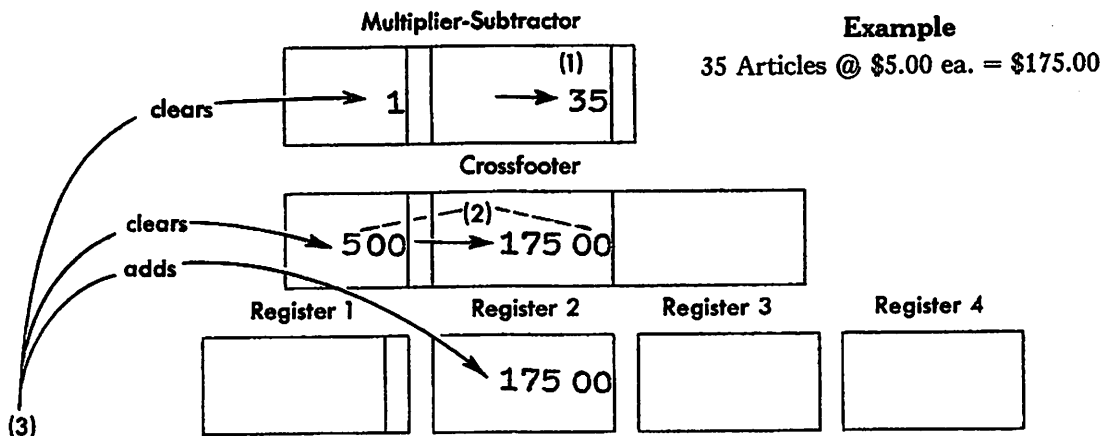 Multiplier-Subtractor
Example
35 Articles @ $5.00 ea. = $175.00
(1)
clears 1 35
Crossfooter
clears (2)
500 175 00
adds
Register 1 Register 2 Register 3 Register 4
175 00
(3)